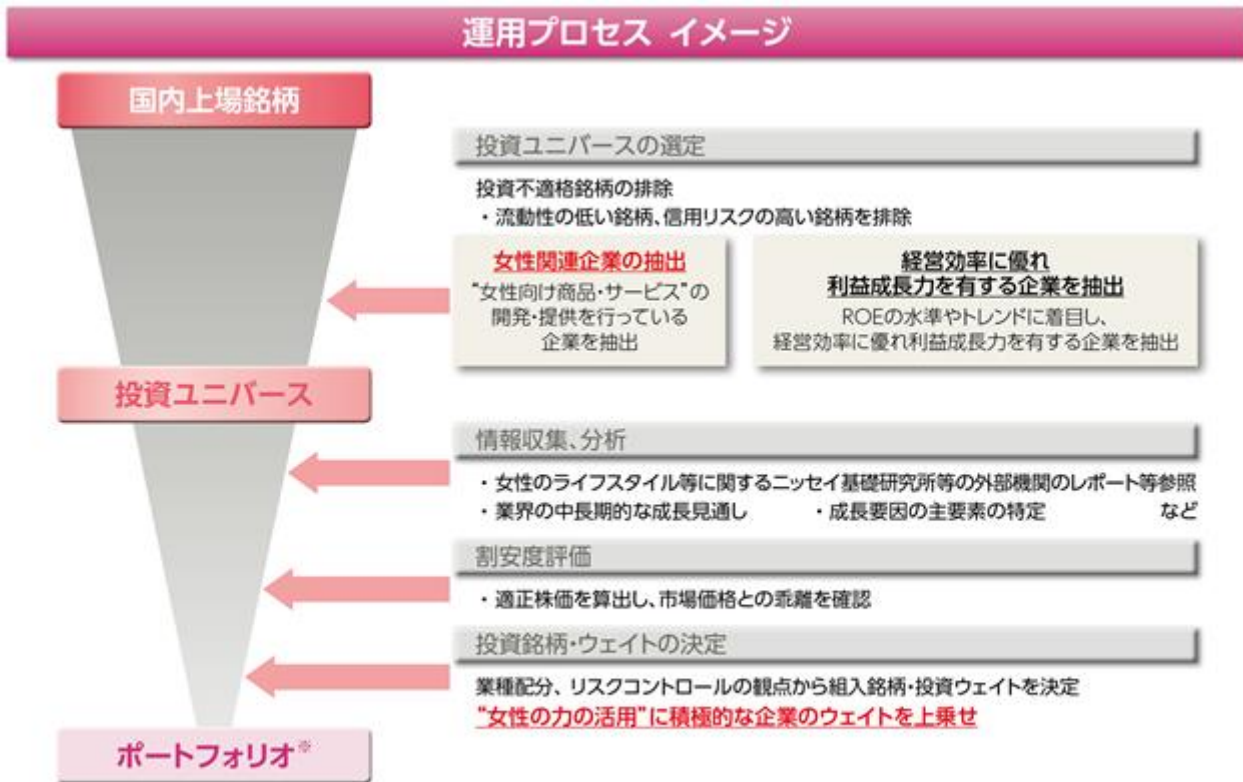 運用プロセス イメージ
国内上場銘柄
投資ユニバースの選定
投資不適格銘柄の排除
・流動性の低い銘柄、信用リスクの高い銘柄を排除
女性関連企業の抽出
“女性向け商品・サービス”の
開発・提供を行っている
企業を抽出
経営効率に優れ
利益成長力を有する企業を抽出
ROEの水準やトレンドに着目し、
経営効率に優れ利益成長力を有する企業を抽出
投資ユニバース
情報収集、分析
・女性のライフスタイル等に関するニッセイ基礎研究所等の外部機関のレポート等参照
・業界の中長期的な成長見通し ・成長要因の主要素の特定 など
割安度評価
・適正株価を算出し、市場価格との乖離を確認
投資銘柄・ウェイトの決定
業種配分、リスクコントロールの観点から組入銘柄・投資ウェイトを決定
“女性の力の活用”に積極的な企業のウェイトを上乗せ
ポートフォリオ※